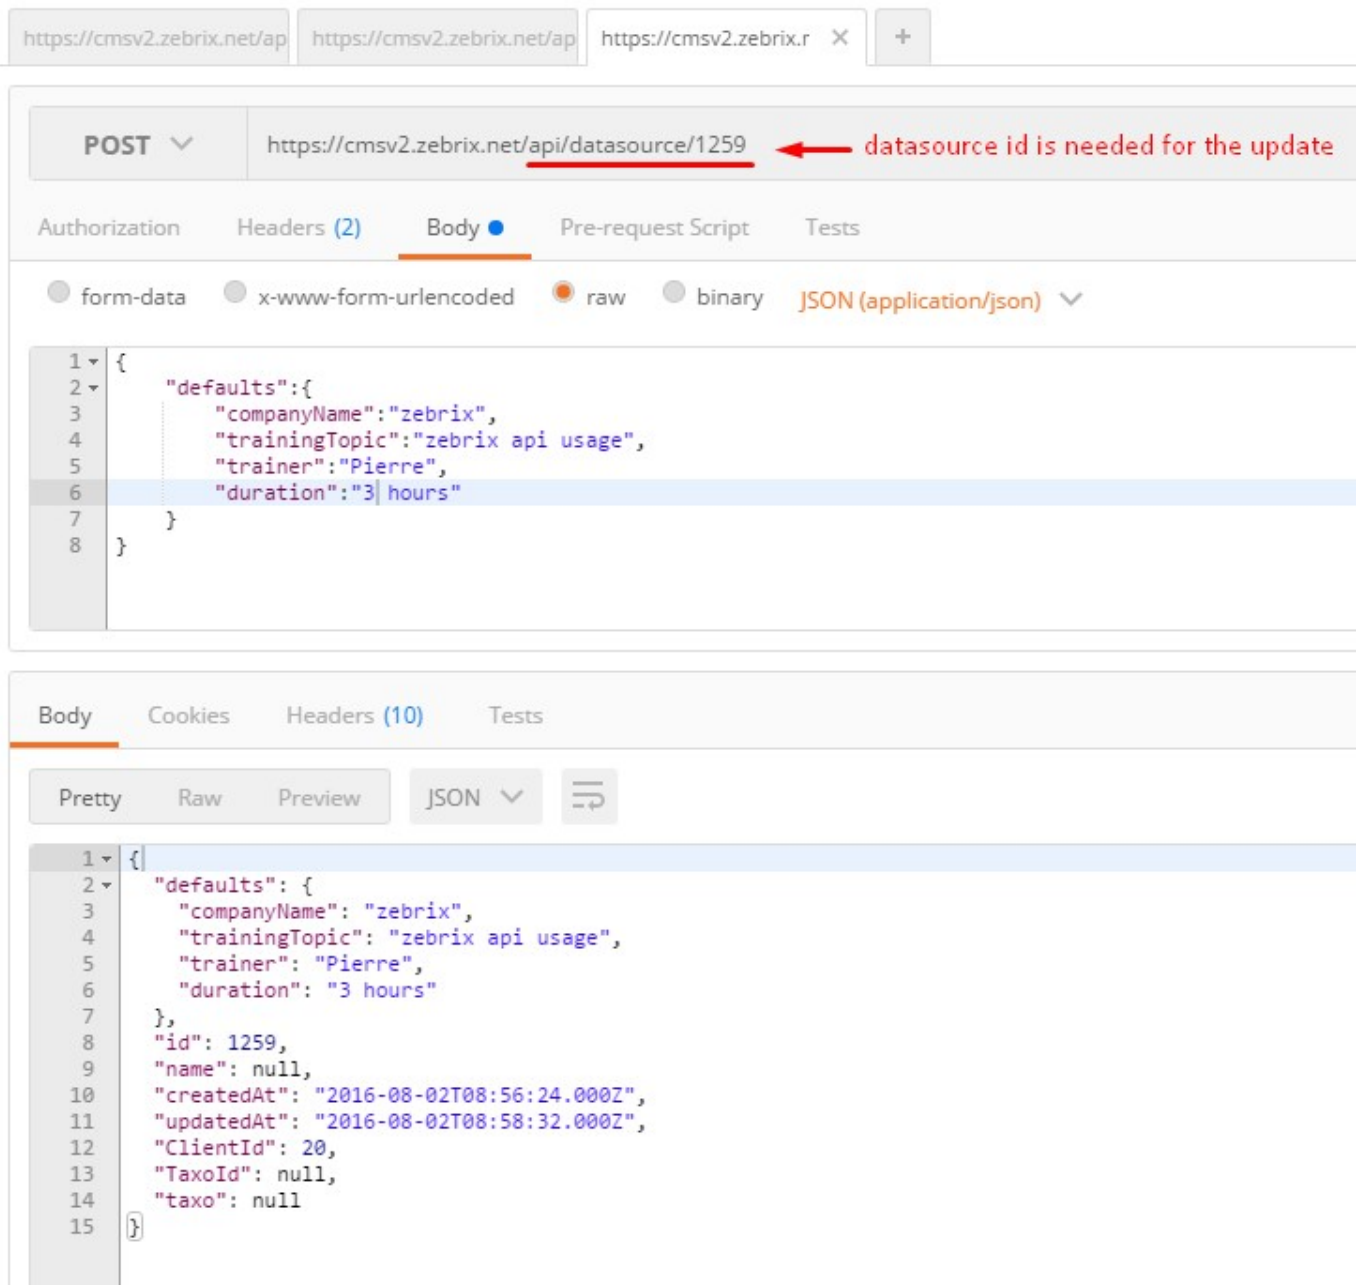 https://cmsv2.zebrix.net/ap https://cmsv2.zebrix.net/ap https://cmsv2.zebrix.r × +
POST https://cmsv2.zebrix.net/api/datasource/1259 datasource id is needed for the update
Authorization Headers (2) Body Pre-request Script Tests
form-data x-www-form-urlencoded raw binary JSON (application/json)
1 {
2 "defaults":{
3 "companyName":"zebrix",
4 "trainingTopic":"zebrix api usage",
5 "trainer":"Pierre",
6 "duration":"3 hours"
7 }
8 }
Body Cookies Headers (10) Tests
Pretty Raw Preview JSON
1 {
2 "defaults": {
3 "companyName": "zebrix",
4 "trainingTopic": "zebrix api usage",
5 "trainer": "Pierre",
6 "duration": "3 hours"
7 },
8 "id": 1259,
9 "name": null,
10 "createdAt": "2016-08-02T08:56:24.000Z",
11 "updatedAt": "2016-08-02T08:58:32.000Z",
12 "ClientId": 20,
13 "TaxoId": null,
14 "taxo": null
15 }